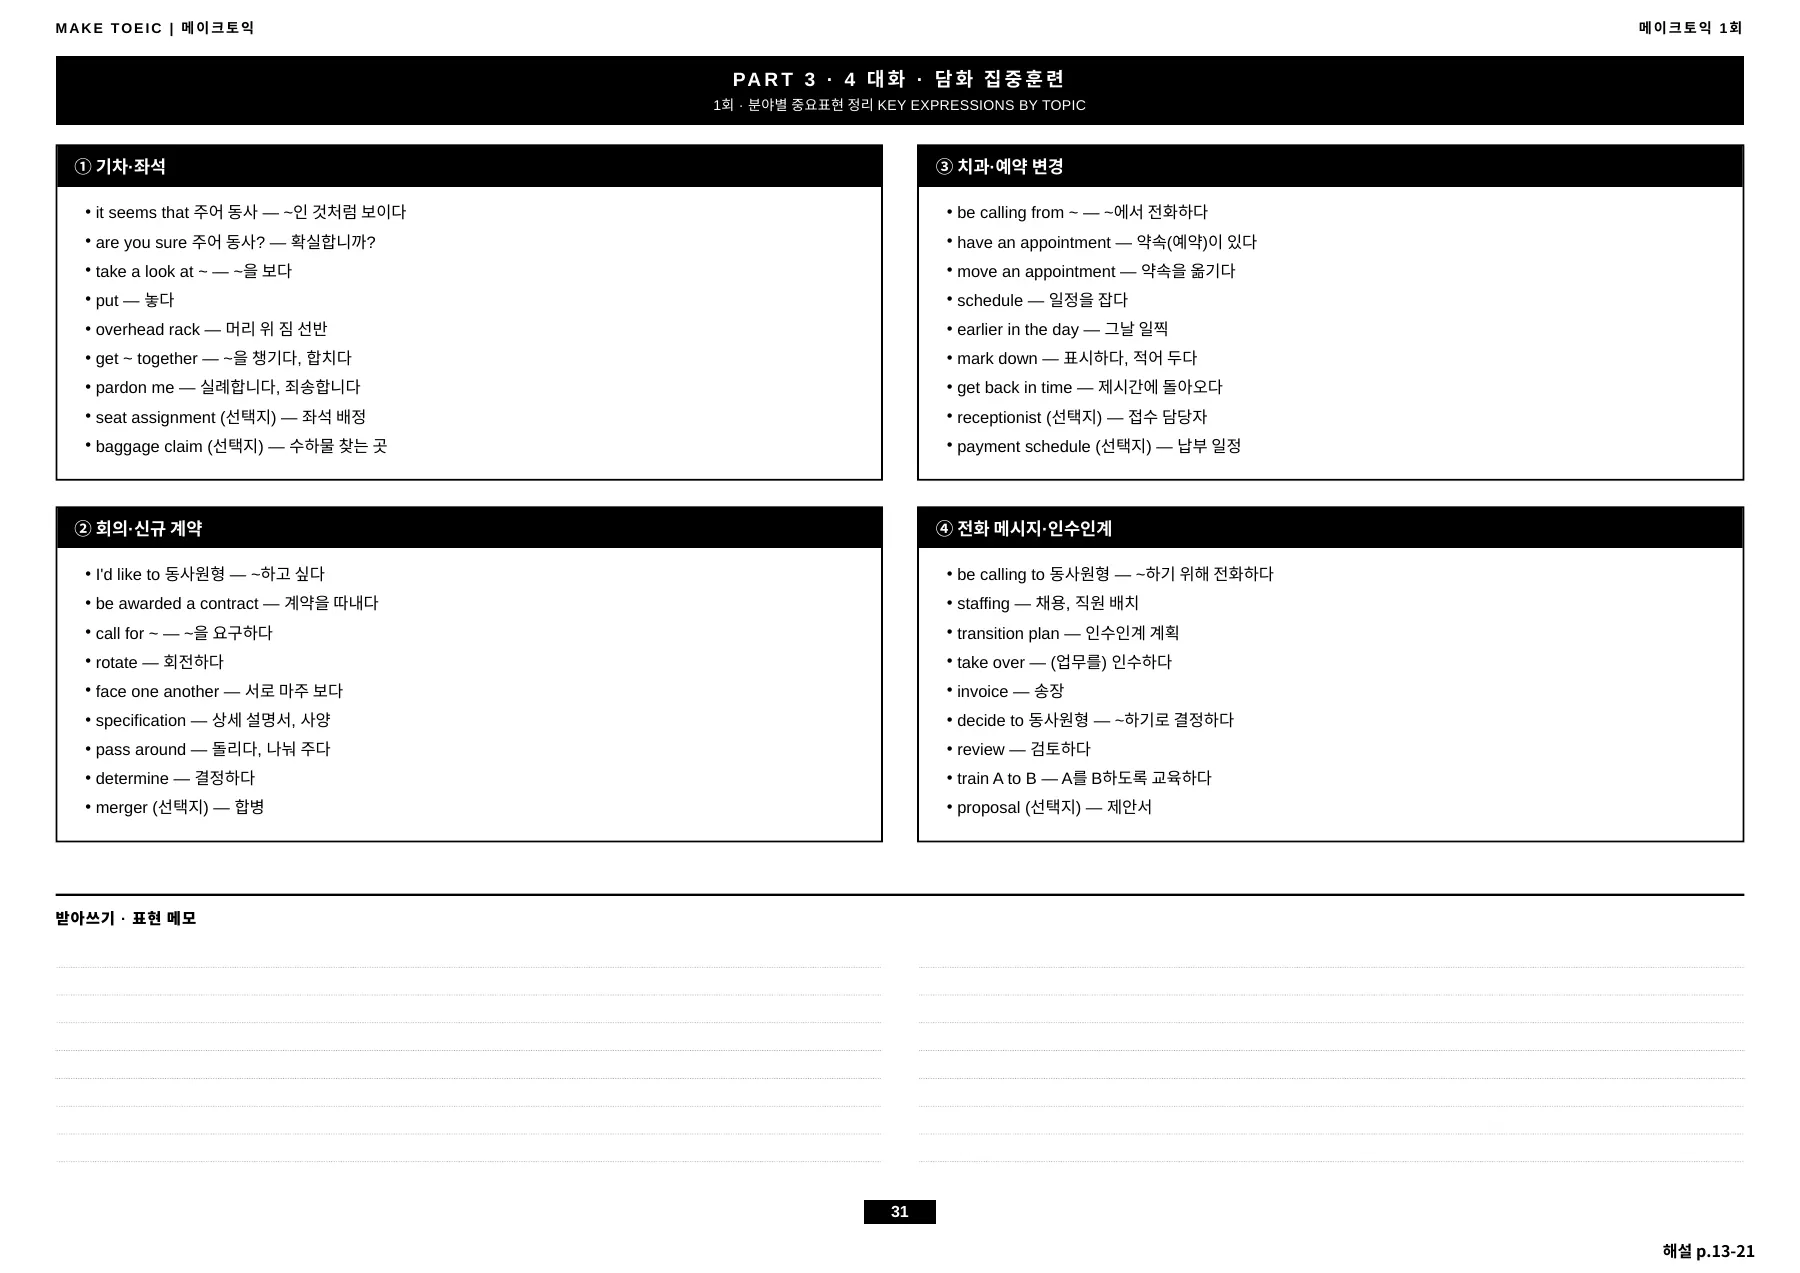 MAKE TOEIC | 메이크토익
메이크토익 1회
PART 3 · 4 대화 · 담화 집중훈련
1회 · 분야별 중요표현 정리 KEY EXPRESSIONS BY TOPIC
① 기차·좌석
• it seems that 주어 동사 — ~인 것처럼 보이다
• are you sure 주어 동사? — 확실합니까?
• take a look at ~ — ~을 보다
• put — 놓다
• overhead rack — 머리 위 짐 선반
• get ~ together — ~을 챙기다, 합치다
• pardon me — 실례합니다, 죄송합니다
• seat assignment (선택지) — 좌석 배정
• baggage claim (선택지) — 수하물 찾는 곳
② 회의·신규 계약
• I'd like to 동사원형 — ~하고 싶다
• be awarded a contract — 계약을 따내다
• call for ~ — ~을 요구하다
• rotate — 회전하다
• face one another — 서로 마주 보다
• specification — 상세 설명서, 사양
• pass around — 돌리다, 나눠 주다
• determine — 결정하다
• merger (선택지) — 합병
③ 치과·예약 변경
• be calling from ~ — ~에서 전화하다
• have an appointment — 약속(예약)이 있다
• move an appointment — 약속을 옮기다
• schedule — 일정을 잡다
• earlier in the day — 그날 일찍
• mark down — 표시하다, 적어 두다
• get back in time — 제시간에 돌아오다
• receptionist (선택지) — 접수 담당자
• payment schedule (선택지) — 납부 일정
④ 전화 메시지·인수인계
• be calling to 동사원형 — ~하기 위해 전화하다
• staffing — 채용, 직원 배치
• transition plan — 인수인계 계획
• take over — (업무를) 인수하다
• invoice — 송장
• decide to 동사원형 — ~하기로 결정하다
• review — 검토하다
• train A to B — A를 B하도록 교육하다
• proposal (선택지) — 제안서
받아쓰기 · 표현 메모
31
해설 p.13-21